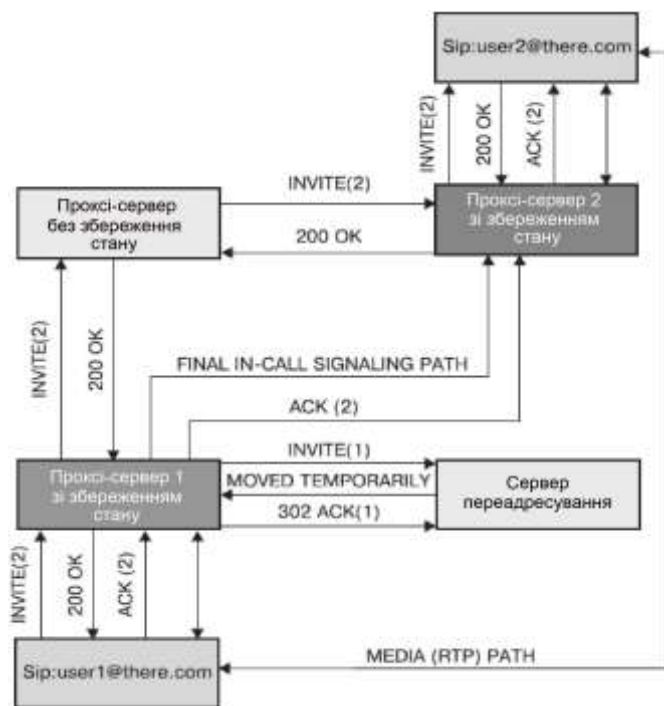 Sip:user2@there.com
INVITE(2)
200 OK
ACK (2)
Проксі-сервер
без збереження
стану
INVITE(2)
200 OK
Проксі-сервер 2
зі збереженням
стану
INVITE(2)
200 OK
FINAL IN-CALL SIGNALING PATH
ACK (2)
Проксі-сервер 1
зі збереженням
стану
INVITE(1)
MOVED TEMPORARILY
302 ACK(1)
Сервер
переадресування
INVITE(2)
200 OK
ACK (2)
Sip:user1@there.com
MEDIA (RTP) PATH